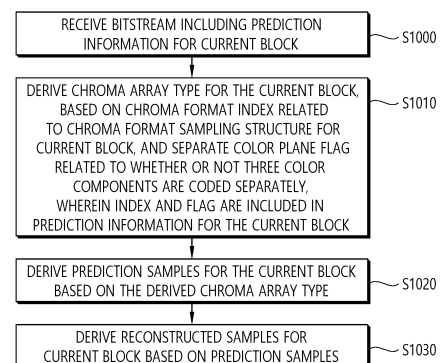 RECEIVE BITSTREAM INCLUDING PREDICTION
INFORMATION FOR CURRENT BLOCK
S1000
DERIVE CHROMA ARRAY TYPE FOR THE CURRENT BLOCK,
BASED ON CHROMA FORMAT INDEX RELATED
TO CHROMA FORMAT SAMPLING STRUCTURE FOR
CURRENT BLOCK, AND SEPARATE COLOR PLANE FLAG
RELATED TO WHETHER OR NOT THREE COLOR
COMPONENTS ARE CODED SEPARATELY,
WHEREIN INDEX AND FLAG ARE INCLUDED IN
PREDICTION INFORMATION FOR THE CURRENT BLOCK
S1010
DERIVE PREDICTION SAMPLES FOR THE CURRENT BLOCK
BASED ON THE DERIVED CHROMA ARRAY TYPE
S1020
DERIVE RECONSTRUCTED SAMPLES FOR
CURRENT BLOCK BASED ON PREDICTION SAMPLES
S1030